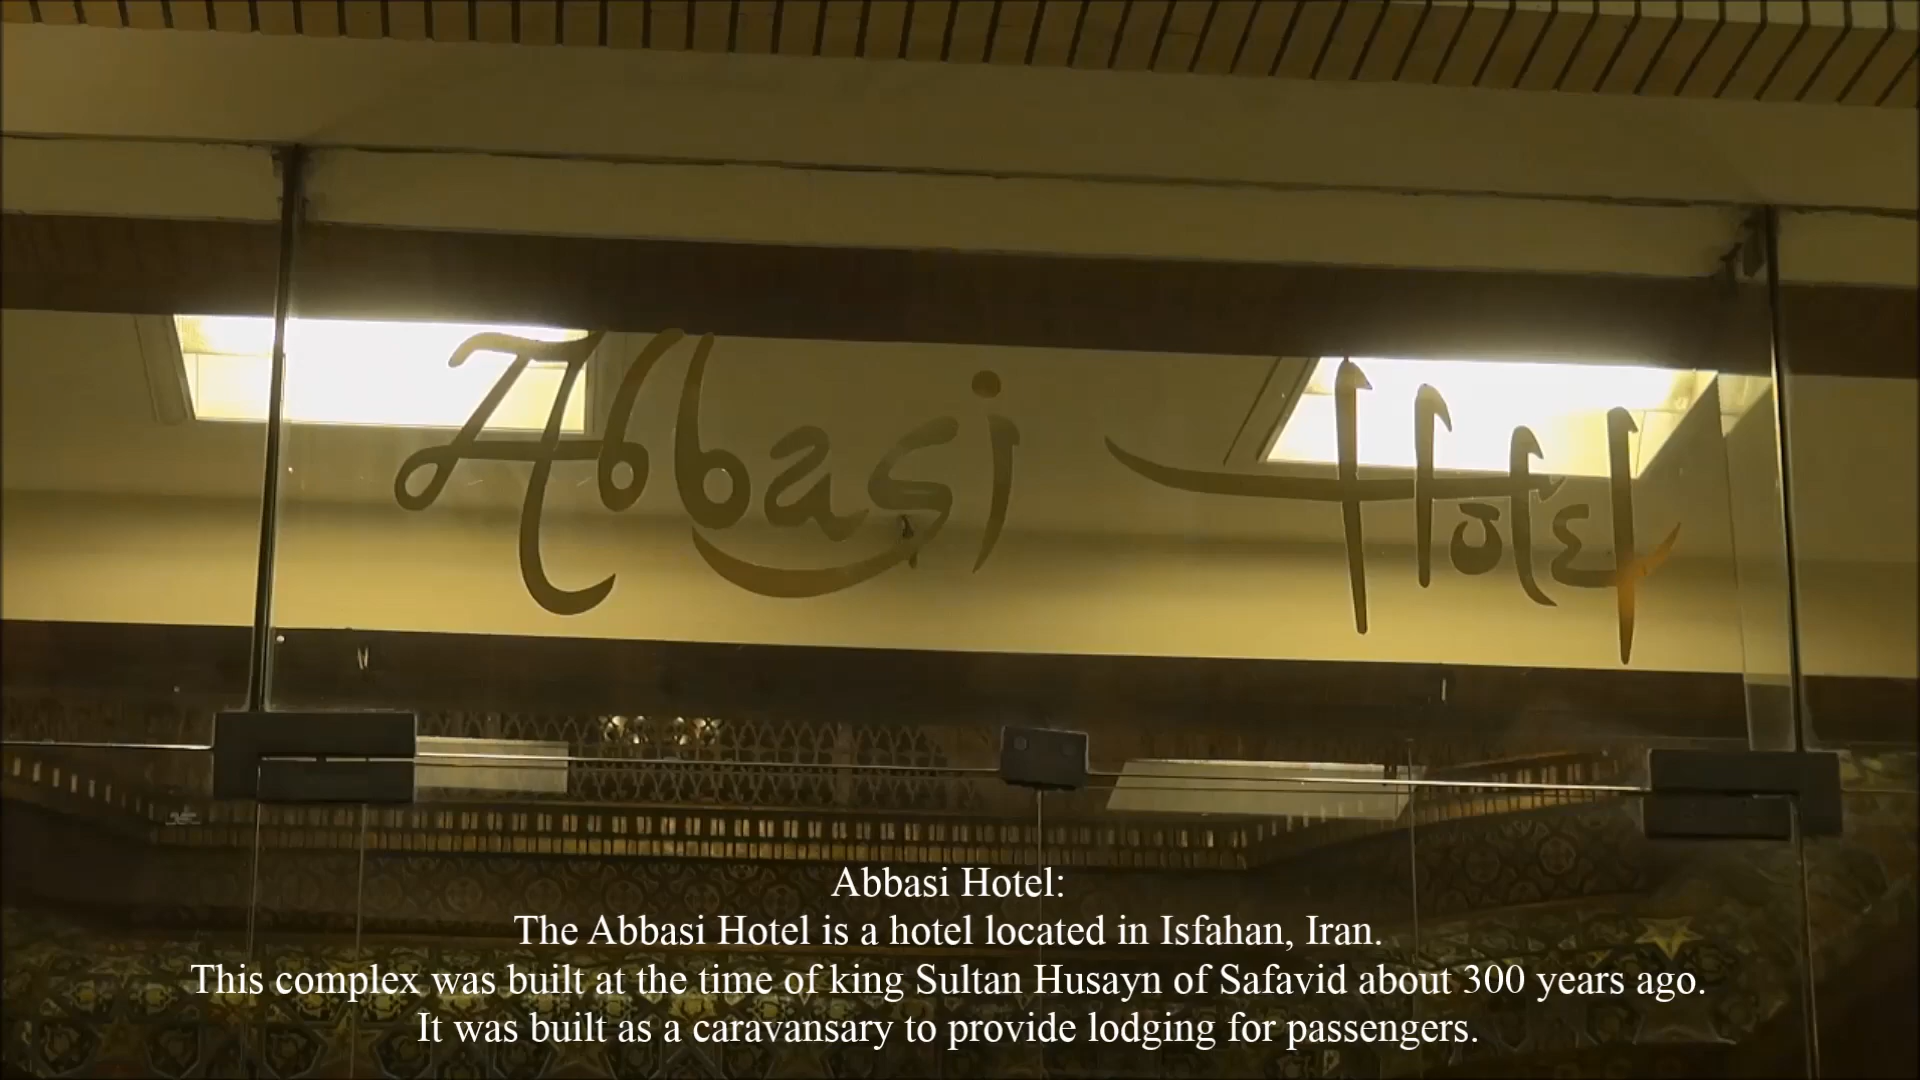 Abbasi Hotel
Abbasi Hotel:
The Abbasi Hotel is a hotel located in Isfahan, Iran.
This complex was built at the time of king Sultan Husayn of Safavid about 300 years ago.
It was built as a caravansary to provide lodging for passengers.